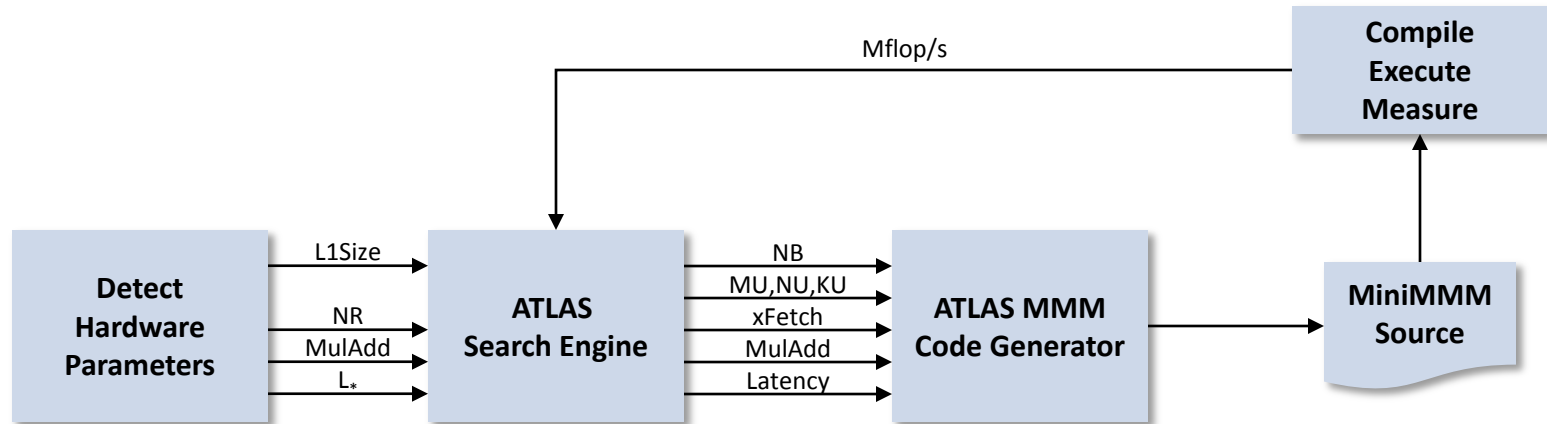 Mflop/s
Compile
Execute
Measure
Detect
Hardware
Parameters
L1Size
NR
MulAdd
L*
ATLAS
Search Engine
NB
MU,NU,KU
xFetch
MulAdd
Latency
ATLAS MMM
Code Generator
MiniMMM
Source